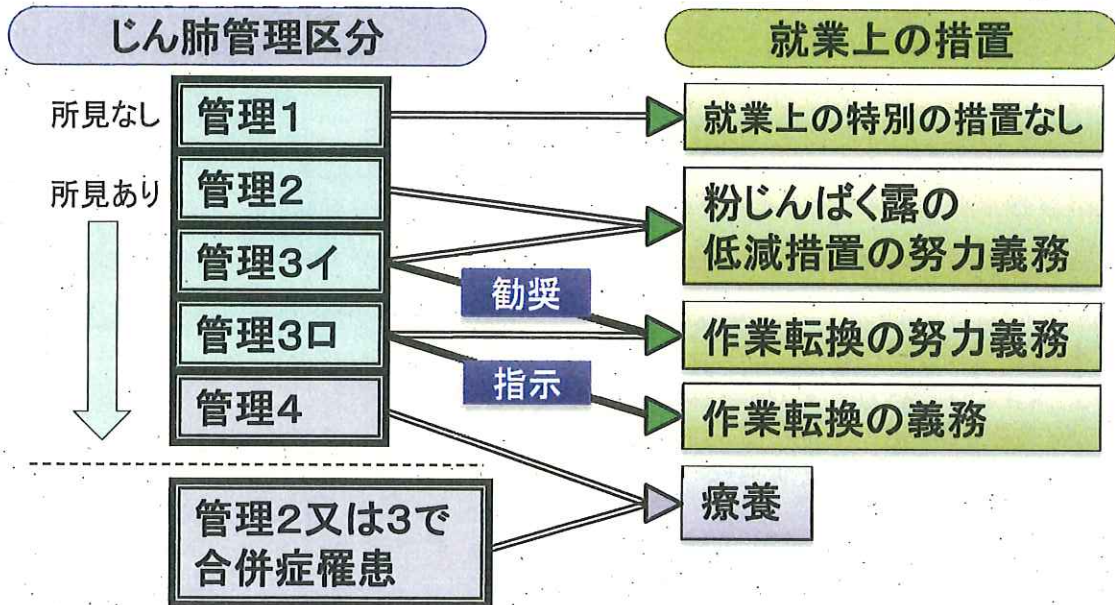 じん肺管理区分
就業上の措置
所見なし
管理1
就業上の特別の措置なし
所見あり
管理2
粉じんばく露の
低減措置の努力義務
管理3イ
勧奨
管理3ロ
作業転換の努力義務
指示
管理4
作業転換の義務
療養
管理2又は3で
合併症罹患